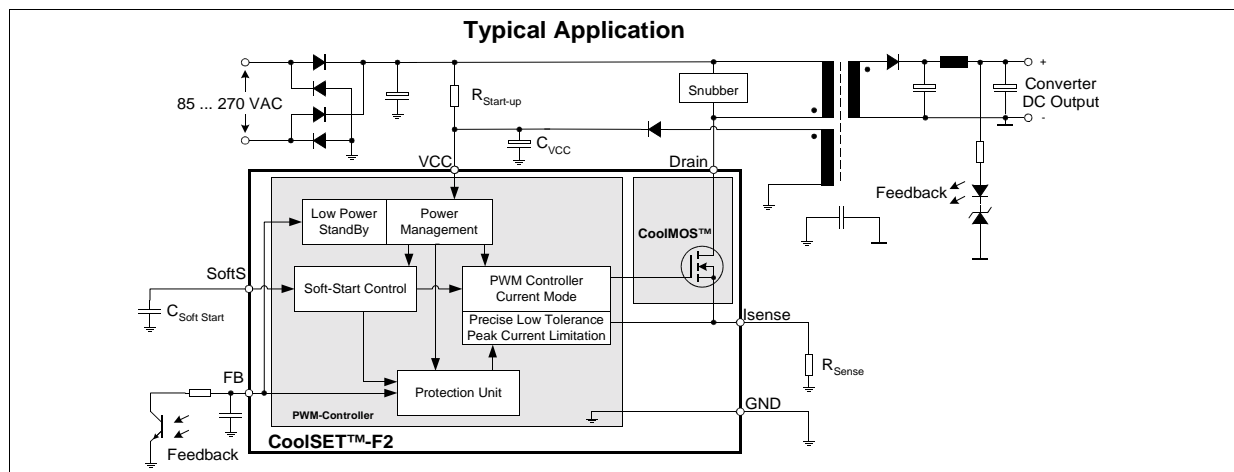 Typical Application
85 ... 270 VAC
RStart-up
Snubber
+
Converter
DC Output
-
CVCC
VCC
Drain
Feedback
Low Power
StandBy
Power
Management
CoolMOS™
SoftS
CSoft Start
Soft-Start Control
PWM Controller
Current Mode
Precise Low Tolerance
Peak Current Limitation
Isense
RSense
FB
Protection Unit
GND
PWM-Controller
CoolSET™-F2
Feedback